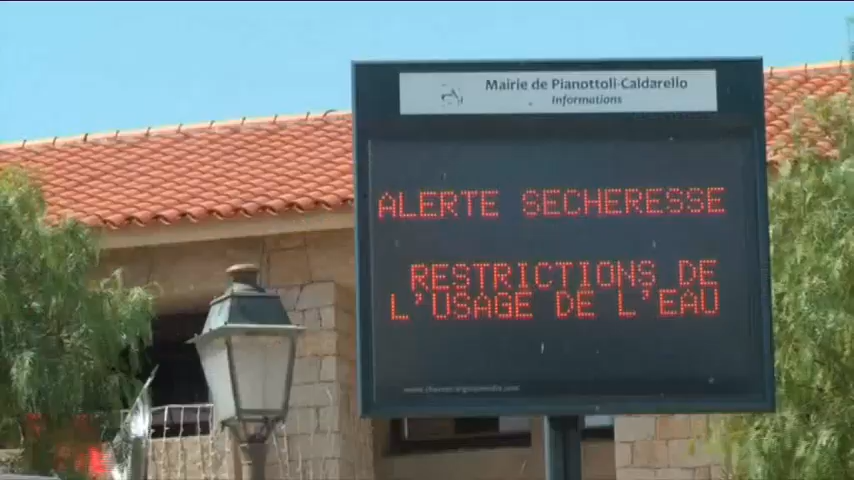 Mairie de Pianottoli-Caldarello
Informations
ALERTE SECHERESSE
RESTRICTIONS DE
L'USAGE DE L'EAU